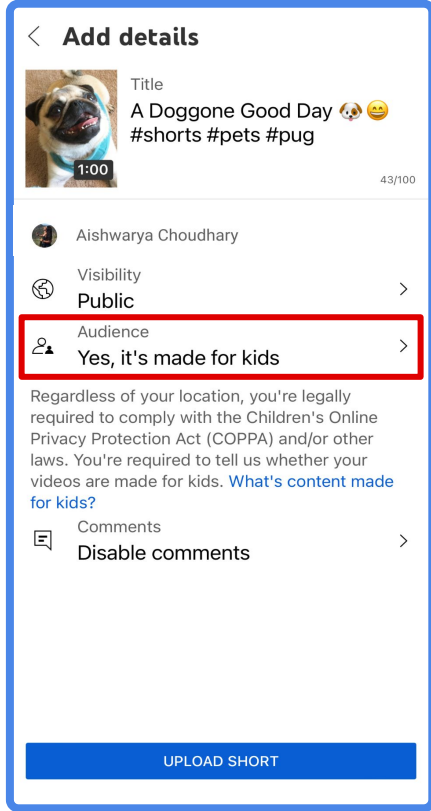 Add details
Title
A Doggone Good Day 🐶 😄
#shorts #pets #pug
1:00
43/100
Aishwarya Choudhary
Visibility
Public
Audience
Yes, it's made for kids
Regardless of your location, you're legally
required to comply with the Children's Online
Privacy Protection Act (COPPA) and/or other
laws. You're required to tell us whether your
videos are made for kids. What's content made
for kids?
Comments
Disable comments
UPLOAD SHORT